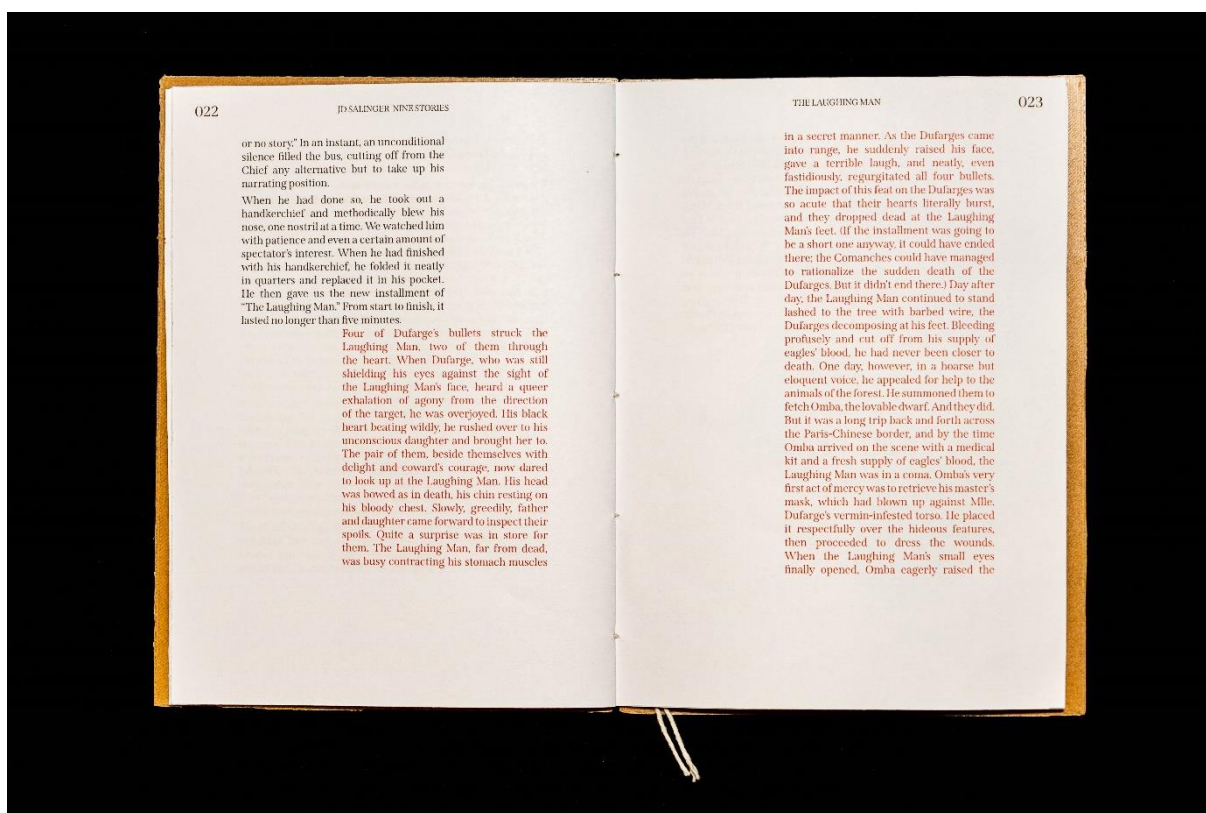 022
JD SALINGER NINE STORIES
or no story." In an instant, an unconditional
silence filled the bus, cutting off from the
Chief any alternative but to take up his
narrating position.
When he had done so, he took out a
handkerchief and methodically blew his
nose, one nostril at a time. We watched him
with patience and even a certain amount of
spectator's interest. When he had finished
with his handkerchief, he folded it neatly
in quarters and replaced it in his pocket.
He then gave us the new installment of
"The Laughing Man." From start to finish, it
lasted no longer than five minutes.
Four of Dufarge's bullets struck the
Laughing Man, two of them through
the heart. When Dufarge, who was still
shielding his eyes against the sight of
the Laughing Man's face, heard a queer
exhalation of agony from the direction
of the target, he was overjoyed. His black
heart beating wildly, he rushed over to his
unconscious daughter and brought her to.
The pair of them, beside themselves with
delight and coward's courage, now dared
to look up at the Laughing Man. His head
was bowed as in death, his chin resting on
his bloody chest. Slowly, greedily, father
and daughter came forward to inspect their
spoils. Quite a surprise was in store for
them. The Laughing Man, far from dead,
was busy contracting his stomach muscles
THE LAUGHING MAN
023
in a secret manner. As the Dufarges came
into range, he suddenly raised his face,
gave a terrible laugh, and neatly, even
fastidiously, regurgitated all four bullets.
The impact of this feat on the Dufarges was
so acute that their hearts literally burst,
and they dropped dead at the Laughing
Man's feet. (If the installment was going to
be a short one anyway, it could have ended
there; the Comanches could have managed
to rationalize the sudden death of the
Dufarges. But it didn't end there.) Day after
day, the Laughing Man continued to stand
lashed to the tree with barbed wire, the
Dufarges decomposing at his feet. Bleeding
profusely and cut off from his supply of
eagles' blood, he had never been closer to
death. One day, however, in a hoarse but
eloquent voice, he appealed for help to the
animals of the forest. He summoned them to
fetch Omba, the lovable dwarf. And they did.
But it was a long trip back and forth across
the Paris-Chinese border, and by the time
Omba arrived on the scene with a medical
kit and a fresh supply of eagles' blood, the
Laughing Man was in a coma. Omba's very
first act of mercy was to retrieve his master's
mask, which had blown up against Mlle.
Dufarge's vermin-infested torso. He placed
it respectfully over the hideous features,
then proceeded to dress the wounds.
When the Laughing Man's small eyes
finally opened, Omba eagerly raised the